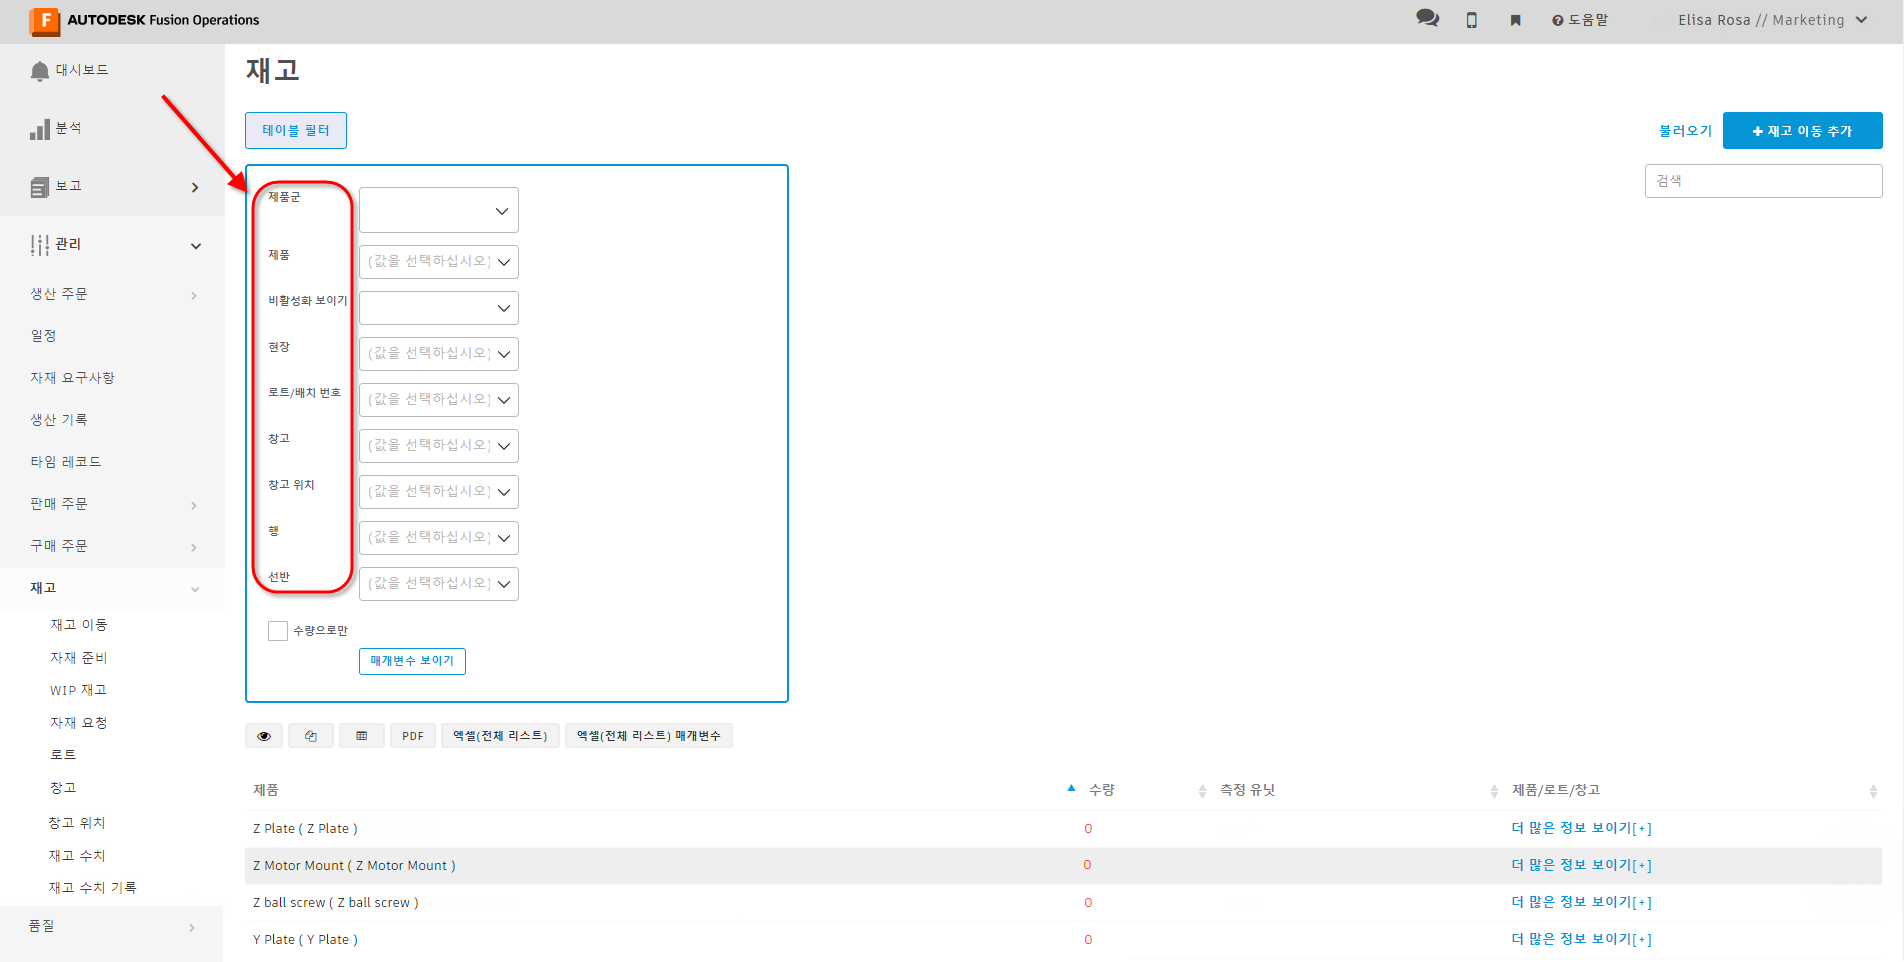 F AUTODESK Fusion Operations
도움말
Elisa Rosa // Marketing
대시보드
분석
보고
관리
생산 주문
일정
자재 요구사항
생산 기록
타임 레코드
판매 주문
구매 주문
재고
재고 이동
자재 준비
WIP 재고
자재 요청
로트
창고
창고 위치
재고 수치
재고 수치 기록
품질
재고
테이블 필터
불러오기
+ 재고 이동 추가
검색
제품군
제품 (값을 선택하십시오)
비활성화 보이기
현장 (값을 선택하십시오)
로트/배치 번호 (값을 선택하십시오)
창고 (값을 선택하십시오)
창고 위치 (값을 선택하십시오)
행 (값을 선택하십시오)
선반 (값을 선택하십시오)
수량으로만
매개변수 보이기
PDF 엑셀(전체 리스트) 엑셀(전체 리스트) 매개변수
제품 수량 측정 유닛 제품/로트/창고
Z Plate ( Z Plate ) 0 더 많은 정보 보이기[+]
Z Motor Mount ( Z Motor Mount ) 0 더 많은 정보 보이기[+]
Z ball screw ( Z ball screw ) 0 더 많은 정보 보이기[+]
Y Plate ( Y Plate ) 0 더 많은 정보 보이기[+]